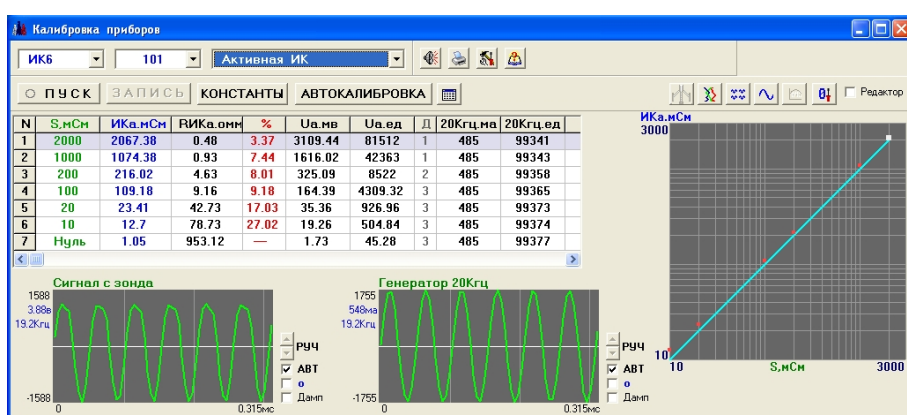 Калибровка приборов
ИК6 101 Активная ИК
ПУСК ЗАПИСЬ КОНСТАНТЫ АВТОКАЛИБРОВКА Редактор
N S,мСм ИКа.мСм RИКа.омм % Uа.мв Uа.ед Д 20Кгц.ма 20Кгц.ед
1 2000 2067.38 0.48 3.37 3109.44 81512 1 485 99341
2 1000 1074.38 0.93 7.44 1616.02 42363 1 485 99343
3 200 216.02 4.63 8.01 325.09 8522 2 485 99358
4 100 109.18 9.16 9.18 164.39 4309.32 3 485 99365
5 20 23.41 42.73 17.03 35.36 926.96 3 485 99373
6 10 12.7 78.73 27.02 19.26 504.84 3 485 99374
7 Нуль 1.05 953.12 — 1.73 45.28 3 485 99377
Сигнал с зонда
1588
3.88в
19.2Кгц
-1588
0 0.315мс
РУЧ
АВТ
о
Дамп
Генератор 20Кгц
1755
548ма
19.2Кгц
-1755
0 0.315мс
РУЧ
АВТ
о
Дамп
ИКа.мСм
3000
10
10 S,мСм 3000